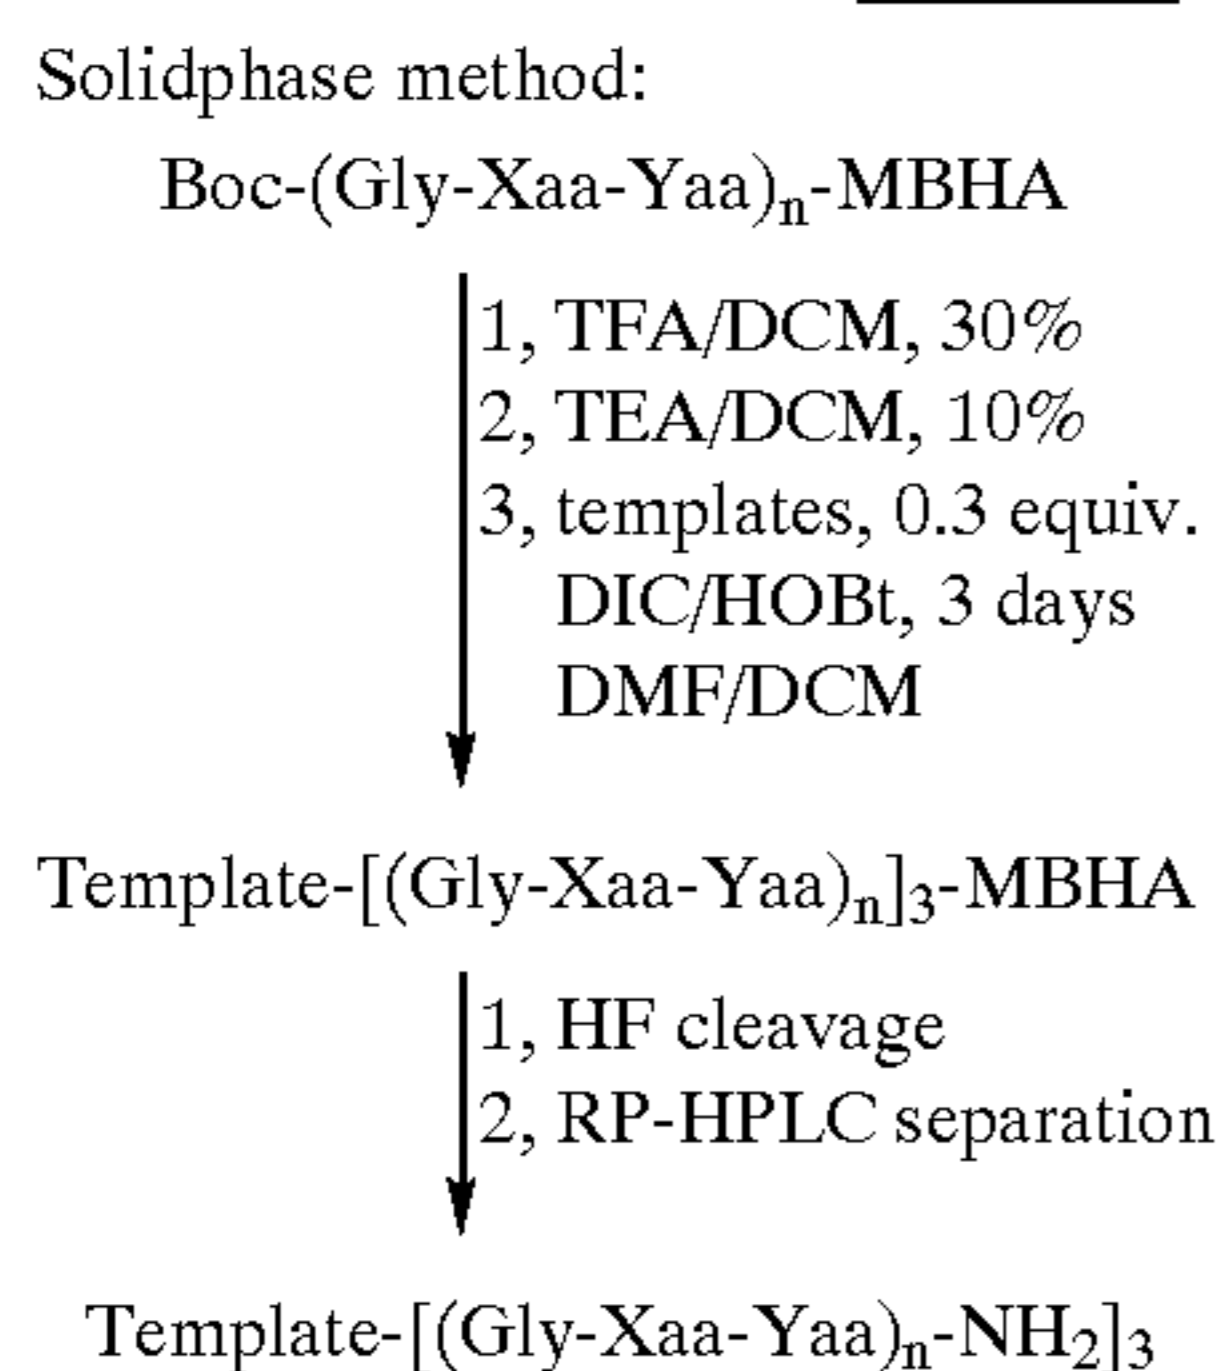 Solidphase method:
Boc-(Gly-Xaa-Yaa)n-MBHA
1, TFA/DCM, 30%
2, TEA/DCM, 10%
3, templates, 0.3 equiv.
DIC/HOBt, 3 days
DMF/DCM
Template-[(Gly-Xaa-Yaa)n]3-MBHA
1, HF cleavage
2, RP-HPLC separation
Template-[(Gly-Xaa-Yaa)n-NH2]3